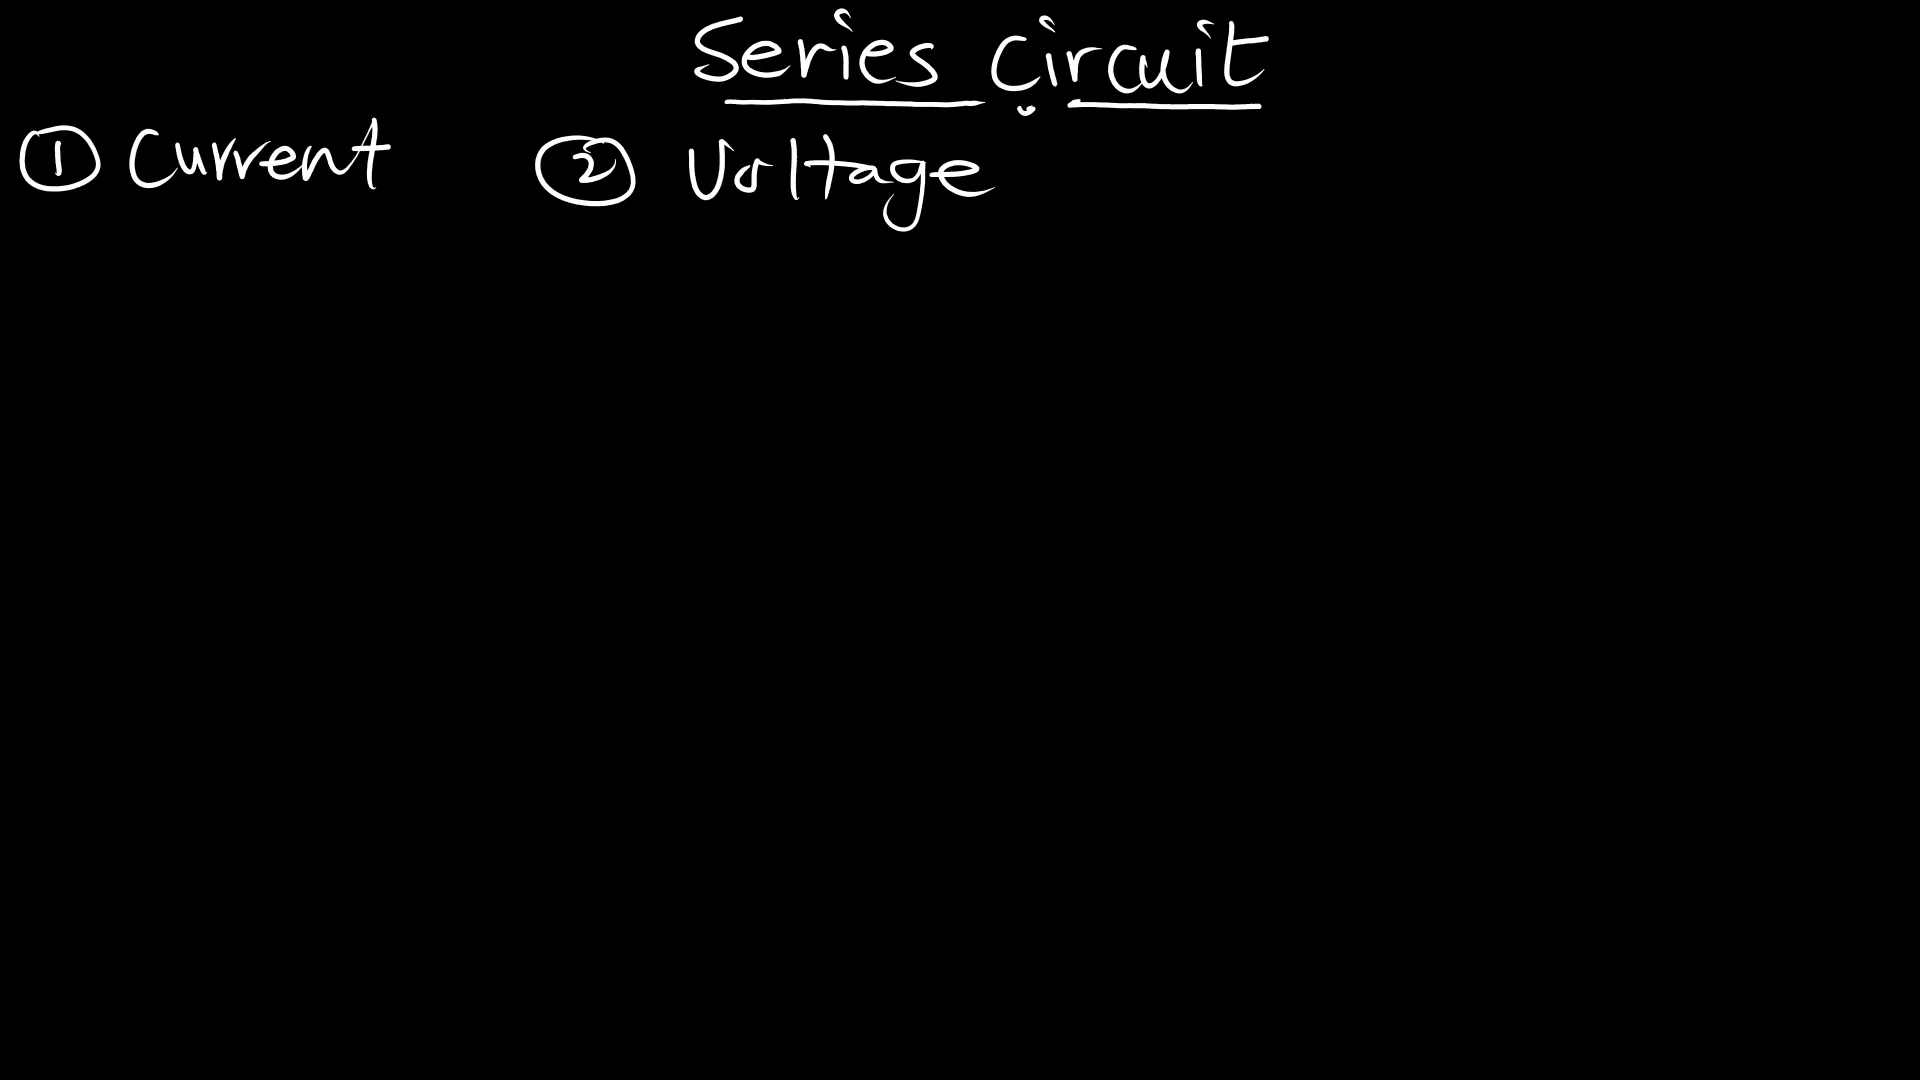 Series Circuit
① Current ② Voltage